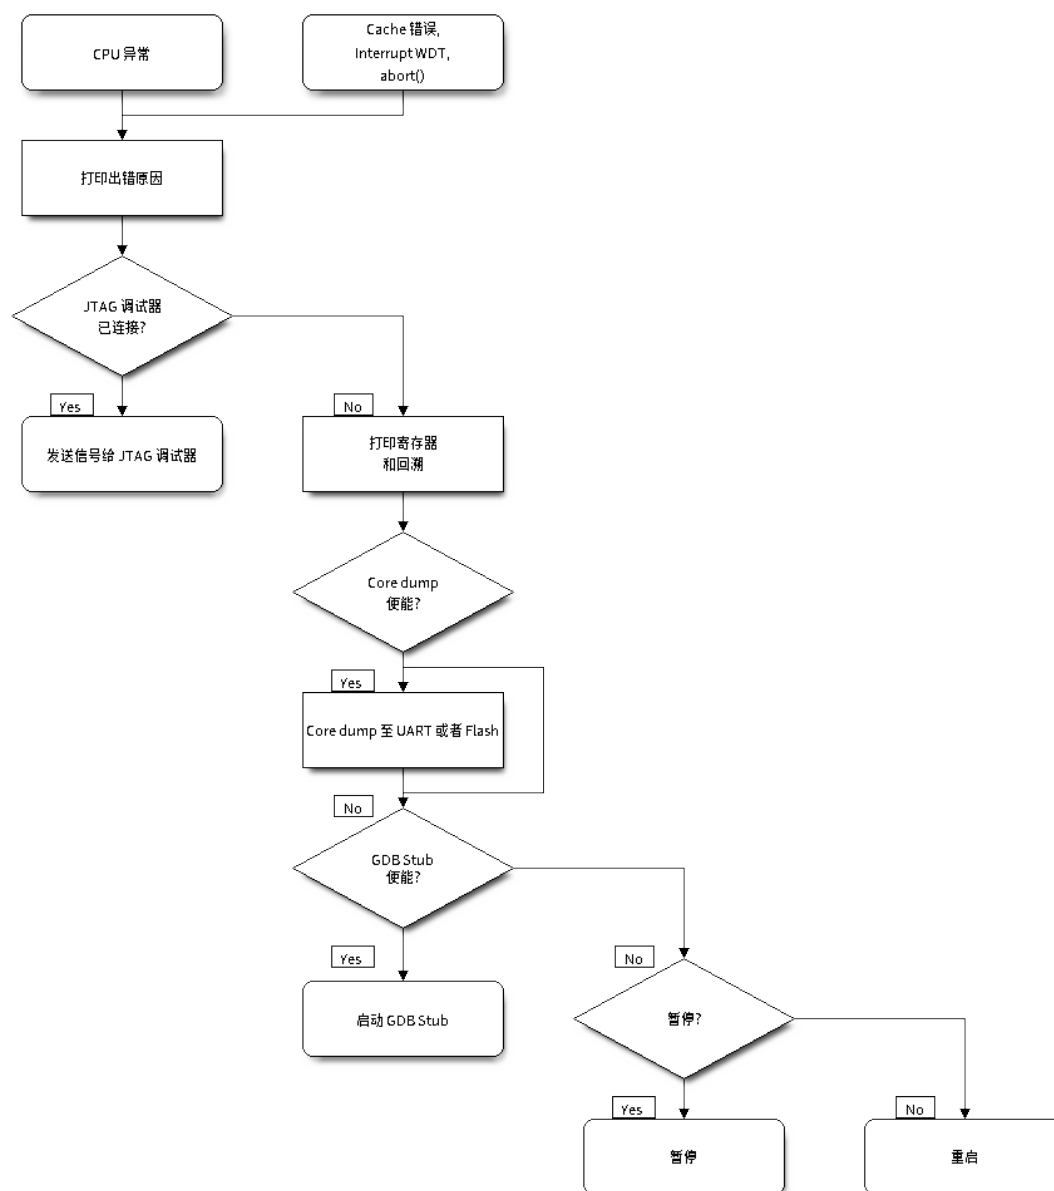 CPU 异常
Cache 错误,
Interrupt WDT,
abort()
打印出错原因
JTAG 调试器
已连接?
Yes
No
发送信号给 JTAG 调试器
打印寄存器
和回溯
Core dump
便能?
Yes
Core dump 至 UART 或者 Flash
No
GDB Stub
便能?
Yes
No
启动 GDB Stub
暂停?
Yes
No
暂停
重启